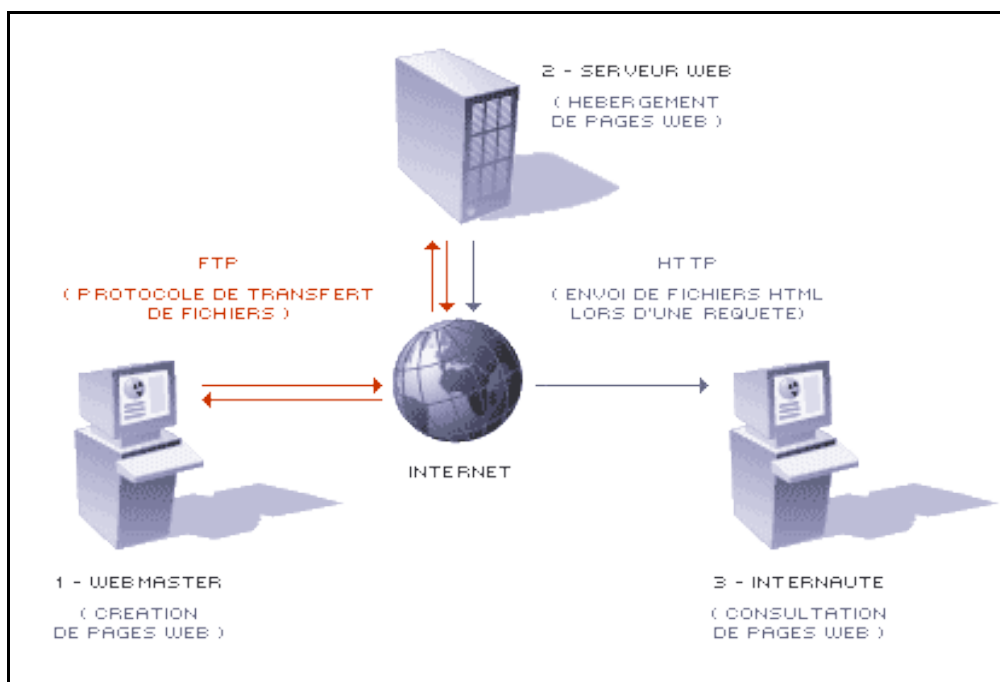 2 - SERVEUR WEB
( HEBERGEMENT
DE PAGES WEB )
FTP
( PROTOCOLE DE TRANSFERT
DE FICHIERS )
HTTP
( ENVOI DE FICHIERS HTML
LORS D'UNE REQUETE)
INTERNET
1 - WEBMASTER
( CREATION
DE PAGES WEB )
3 - INTERNAUTE
( CONSULTATION
DE PAGES WEB )